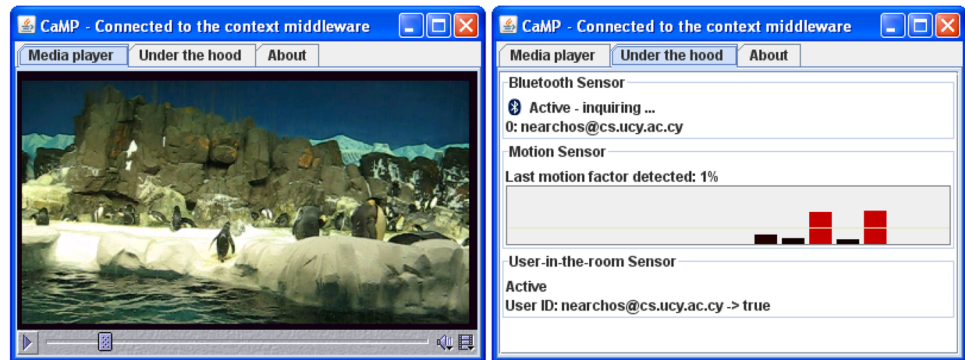 CaMP - Connected to the context middleware
Media player Under the hood About
CaMP - Connected to the context middleware
Media player Under the hood About
Bluetooth Sensor
Active - inquiring ...
0: nearchos@cs.ucy.ac.cy
Motion Sensor
Last motion factor detected: 1%
User-in-the-room Sensor
Active
User ID: nearchos@cs.ucy.ac.cy -> true